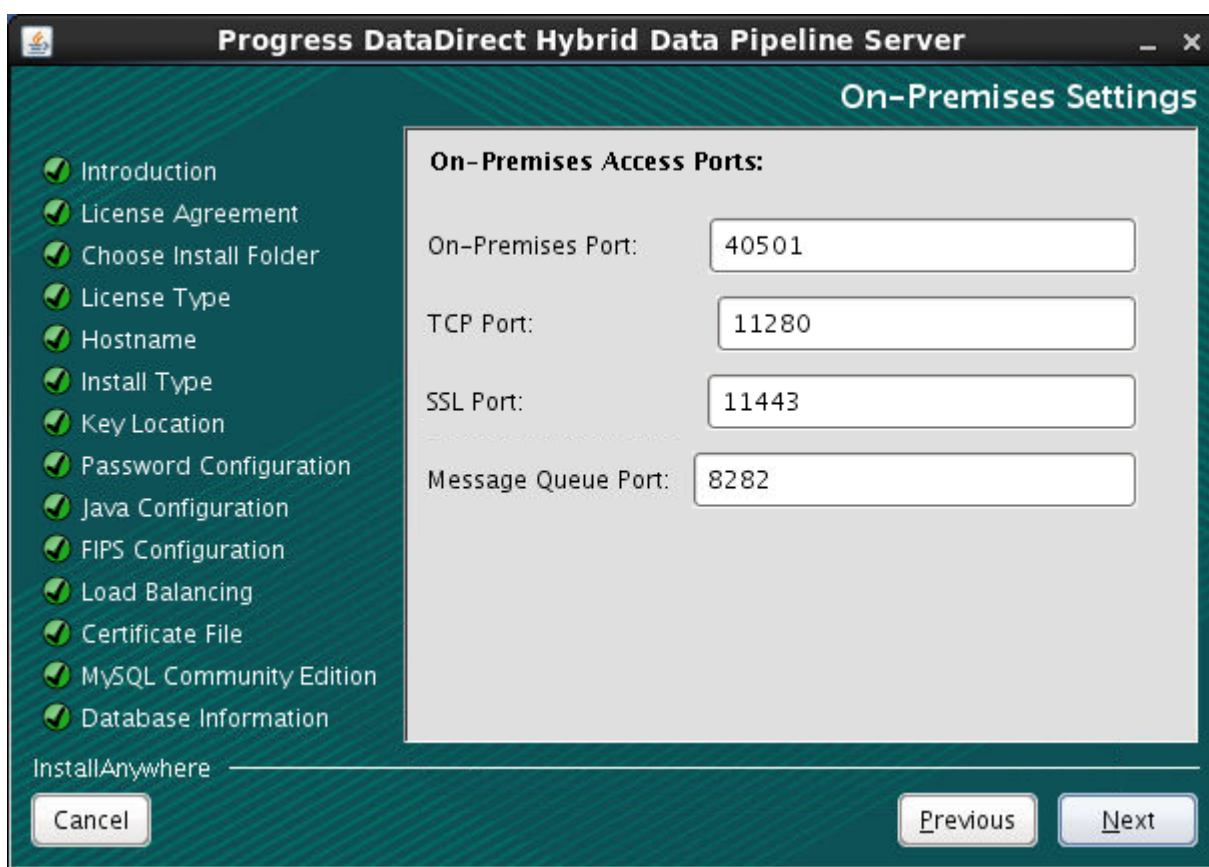 Progress DataDirect Hybrid Data Pipeline Server
On-Premises Settings
Introduction
License Agreement
Choose Install Folder
License Type
Hostname
Install Type
Key Location
Password Configuration
Java Configuration
FIPS Configuration
Load Balancing
Certificate File
MySQL Community Edition
Database Information
On-Premises Access Ports:
On-Premises Port: 40501
TCP Port: 11280
SSL Port: 11443
Message Queue Port: 8282
InstallAnywhere
Cancel Previous Next